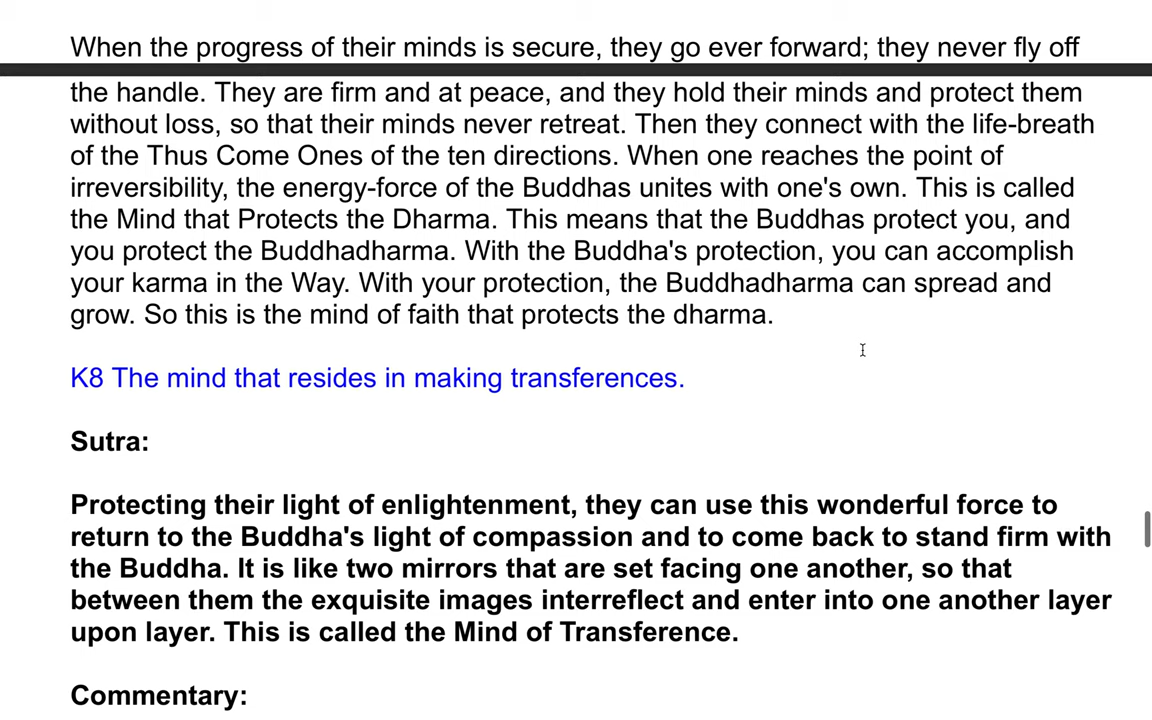 When the progress of their minds is secure, they go ever forward; they never fly off
the handle. They are firm and at peace, and they hold their minds and protect them
without loss, so that their minds never retreat. Then they connect with the life-breath
of the Thus Come Ones of the ten directions. When one reaches the point of
irreversibility, the energy-force of the Buddhas unites with one's own. This is called
the Mind that Protects the Dharma. This means that the Buddhas protect you, and
you protect the Buddhadharma. With the Buddha's protection, you can accomplish
your karma in the Way. With your protection, the Buddhadharma can spread and
grow. So this is the mind of faith that protects the dharma.
K8 The mind that resides in making transferences.
Sutra:
Protecting their light of enlightenment, they can use this wonderful force to
return to the Buddha's light of compassion and to come back to stand firm with
the Buddha. It is like two mirrors that are set facing one another, so that
between them the exquisite images interreflect and enter into one another layer
upon layer. This is called the Mind of Transference.
Commentary: